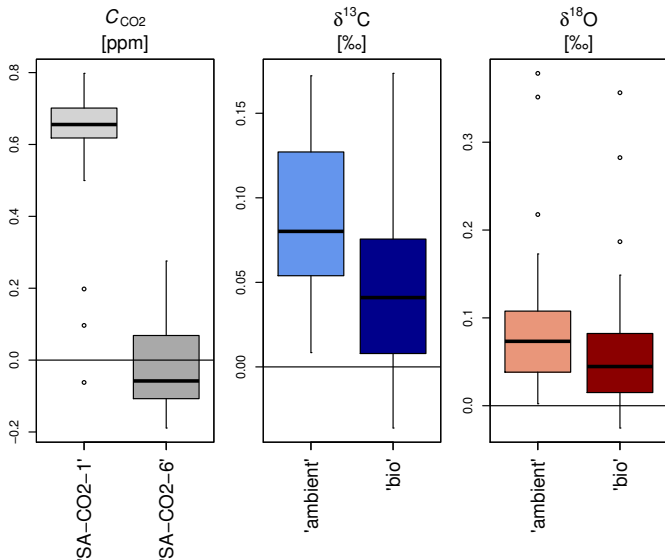 C_CO2
[ppm]
δ¹³C
[‰]
δ¹⁸O
[‰]
0.8
0.6
0.4
0.2
0.0
−0.2
'SA−CO2−1'
'SA−CO2−6'
0.15
0.10
0.05
0.00
'ambient'
'bio'
0.3
0.2
0.1
0.0
'ambient'
'bio'